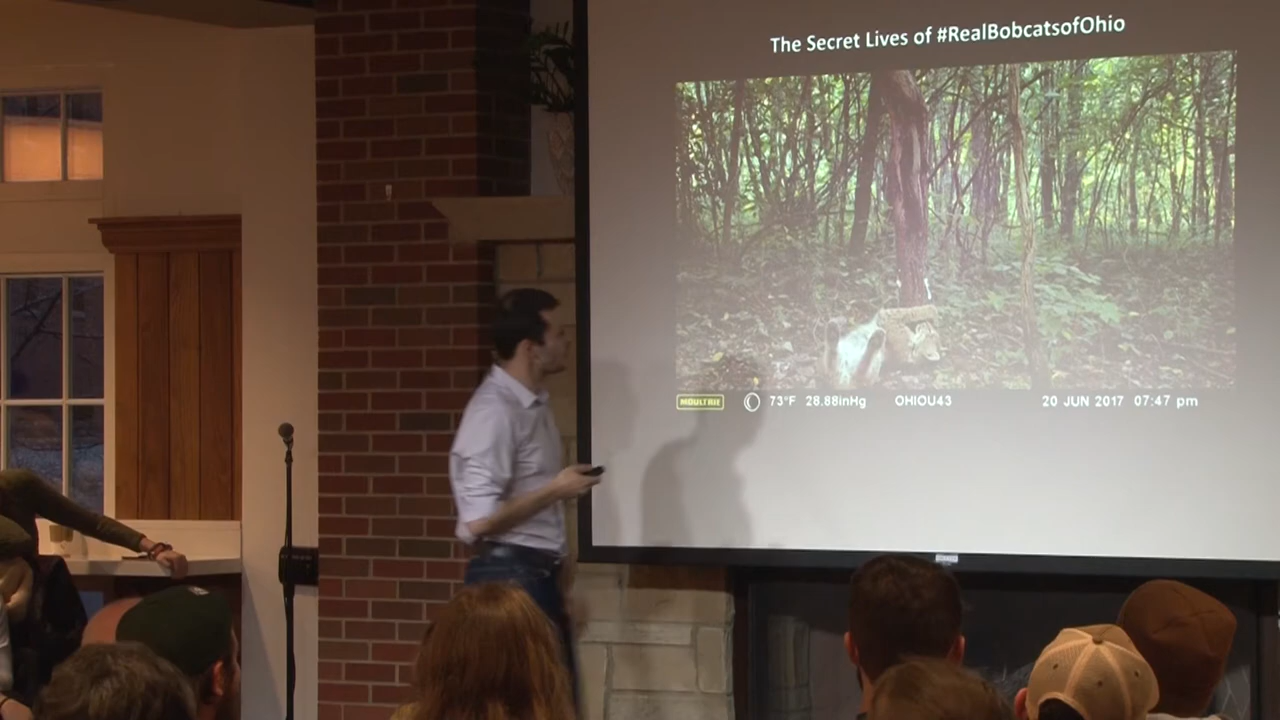 The Secret Lives of #RealBobcatsofOhio
MOULTRIE 73°F 28.88inHg OHIOU43 20 JUN 2017 07:47 pm